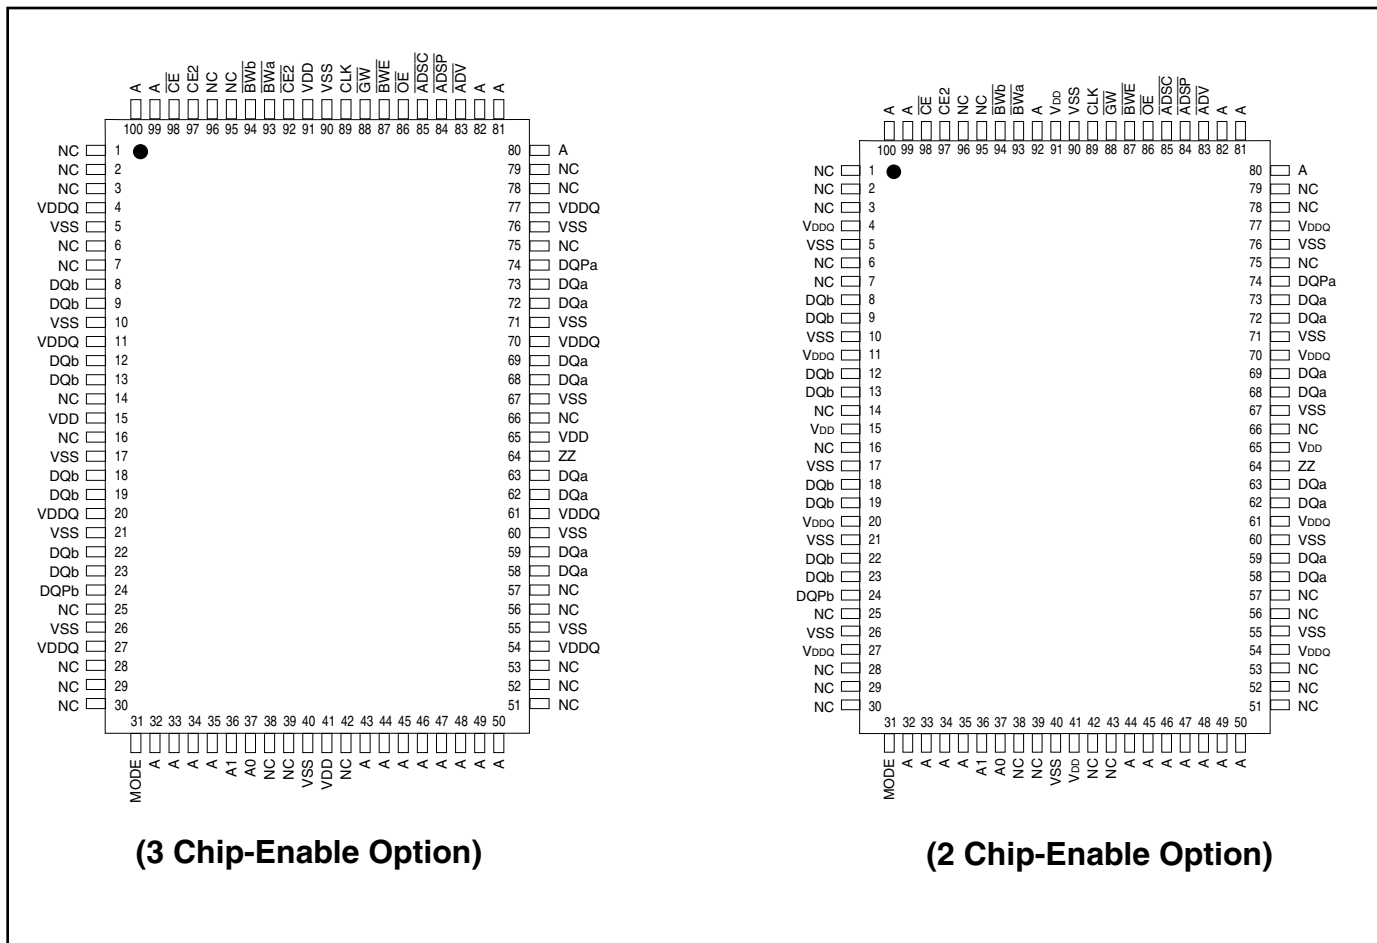 A A CE CE2 NC NC BWb BWa CE2 VDD VSS CLK GW BWE OE ADSC ADSP ADV A A
100 99 98 97 96 95 94 93 92 91 90 89 88 87 86 85 84 83 82 81
NC 1 80 A
NC 2 79 NC
NC 3 78 NC
VDDQ 4 77 VDDQ
VSS 5 76 VSS
NC 6 75 NC
NC 7 74 DQPa
DQb 8 73 DQa
DQb 9 72 DQa
VSS 10 71 VSS
VDDQ 11 70 VDDQ
DQb 12 69 DQa
DQb 13 68 DQa
NC 14 67 VSS
VDD 15 66 NC
NC 16 65 VDD
VSS 17 64 ZZ
DQb 18 63 DQa
DQb 19 62 DQa
VDDQ 20 61 VDDQ
VSS 21 60 VSS
DQb 22 59 DQa
DQb 23 58 DQa
DQPb 24 57 NC
NC 25 56 NC
VSS 26 55 VSS
VDDQ 27 54 VDDQ
NC 28 53 NC
NC 29 52 NC
NC 30 51 NC
31 32 33 34 35 36 37 38 39 40 41 42 43 44 45 46 47 48 49 50
MODE A A A A A1 A0 NC NC VSS VDD NC A A A A A A A A
(3 Chip-Enable Option)
A A CE CE2 NC NC BWb BWa A VDD VSS CLK GW BWE OE ADSC ADSP ADV A A
100 99 98 97 96 95 94 93 92 91 90 89 88 87 86 85 84 83 82 81
NC 1 80 A
NC 2 79 NC
NC 3 78 NC
VDDQ 4 77 VDDQ
VSS 5 76 VSS
NC 6 75 NC
NC 7 74 DQPa
DQb 8 73 DQa
DQb 9 72 DQa
VSS 10 71 VSS
VDDQ 11 70 VDDQ
DQb 12 69 DQa
DQb 13 68 DQa
NC 14 67 VSS
VDD 15 66 NC
NC 16 65 VDD
VSS 17 64 ZZ
DQb 18 63 DQa
DQb 19 62 DQa
VDDQ 20 61 VDDQ
VSS 21 60 VSS
DQb 22 59 DQa
DQb 23 58 DQa
DQPb 24 57 NC
NC 25 56 NC
VSS 26 55 VSS
VDDQ 27 54 VDDQ
NC 28 53 NC
NC 29 52 NC
NC 30 51 NC
31 32 33 34 35 36 37 38 39 40 41 42 43 44 45 46 47 48 49 50
MODE A A A A A1 A0 NC NC VSS VDD NC NC A A A A A A A
(2 Chip-Enable Option)